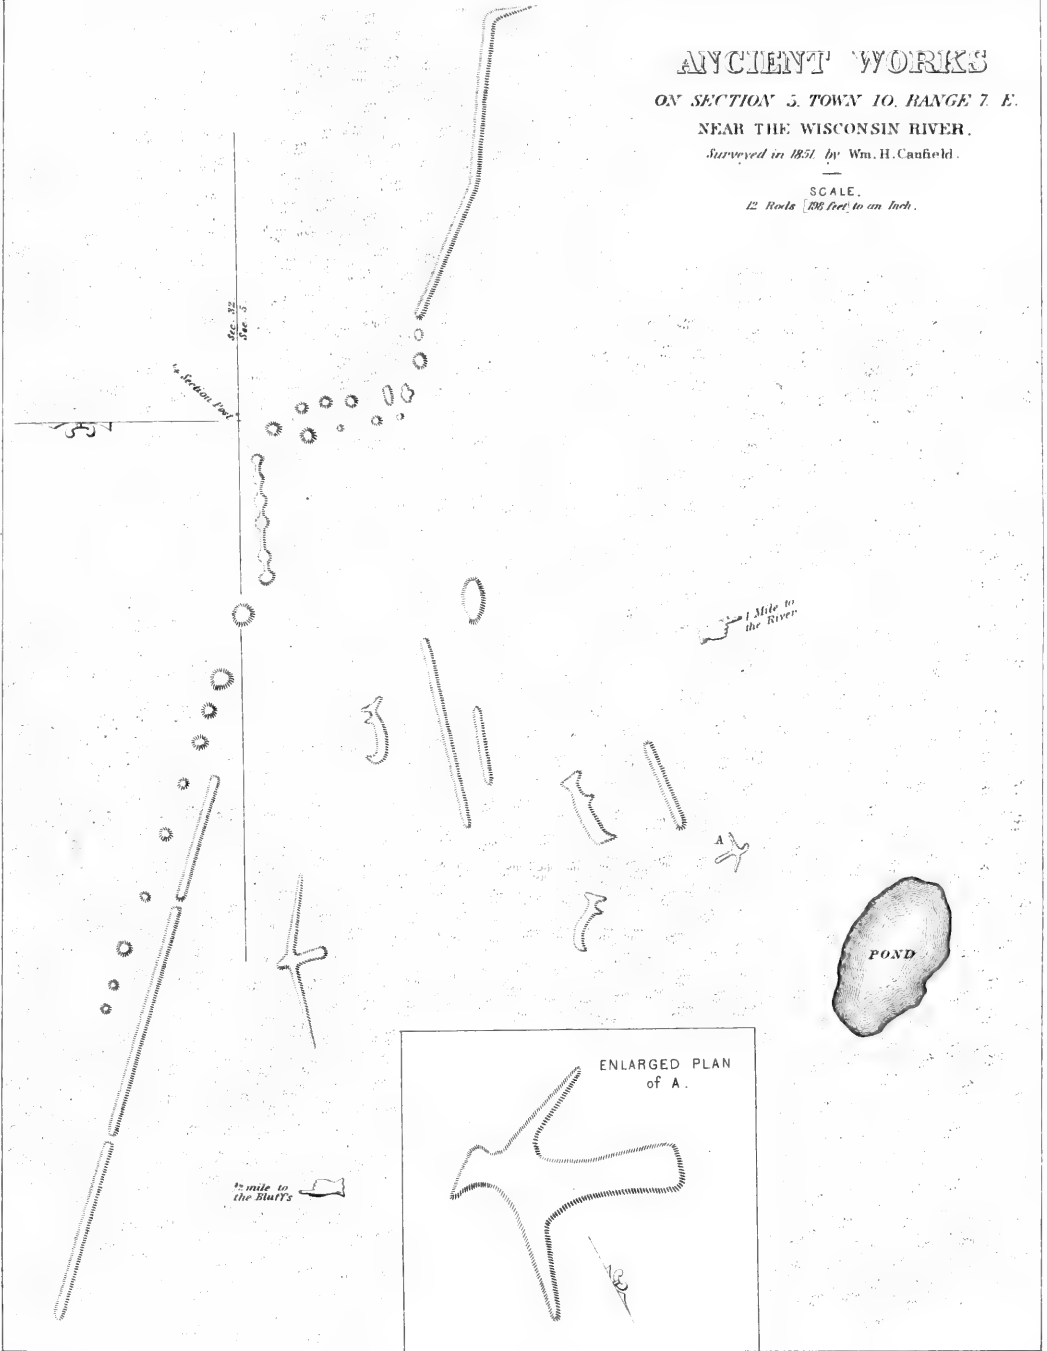 ANCIENT WORKS
ON SECTION 5. TOWN 10. RANGE 7. E.
NEAR THE WISCONSIN RIVER.
Surveyed in 1851, by Wm. H. Canfield.
SCALE.
12 Rods [198 feet] to an Inch.
Sec. 32
Sec. 5
1/4 Section Post
1 Mile to
the River
A
POND
ENLARGED PLAN
of A.
1/2 mile to
the Bluffs